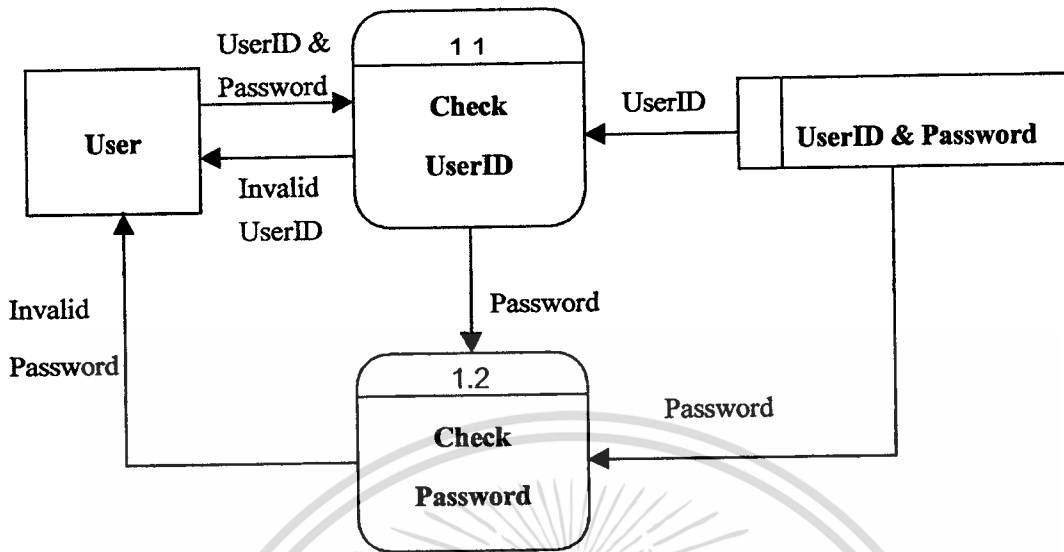 UserID &
Password
1 1
Check
UserID
User
Invalid
UserID
UserID
UserID & Password
Password
Invalid
Password
1.2
Check
Password
Password